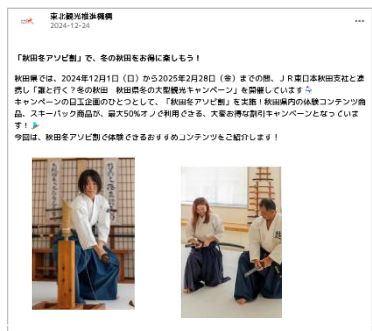 東北観光推進機構
2024-12-24
「秋田冬アソビ割」で、冬の秋田をお得に楽しもう！
秋田県では、2024年12月1日（日）から2025年2月28日（金）までの間、ＪＲ東日本秋田支社と連
携し「誰と行く？冬の秋田　秋田県冬の大型観光キャンペーン」を開催しています
キャンペーンの目玉企画のひとつとして、「秋田冬アソビ割」を実施！秋田県内の体験コンテンツ商
品、スキーパック商品が、最大50%オフで利用できる、大変お得な割引キャンペーンとなっていま
す！
今回は、秋田冬アソビ割で体験できるおすすめコンテンツをご紹介します！